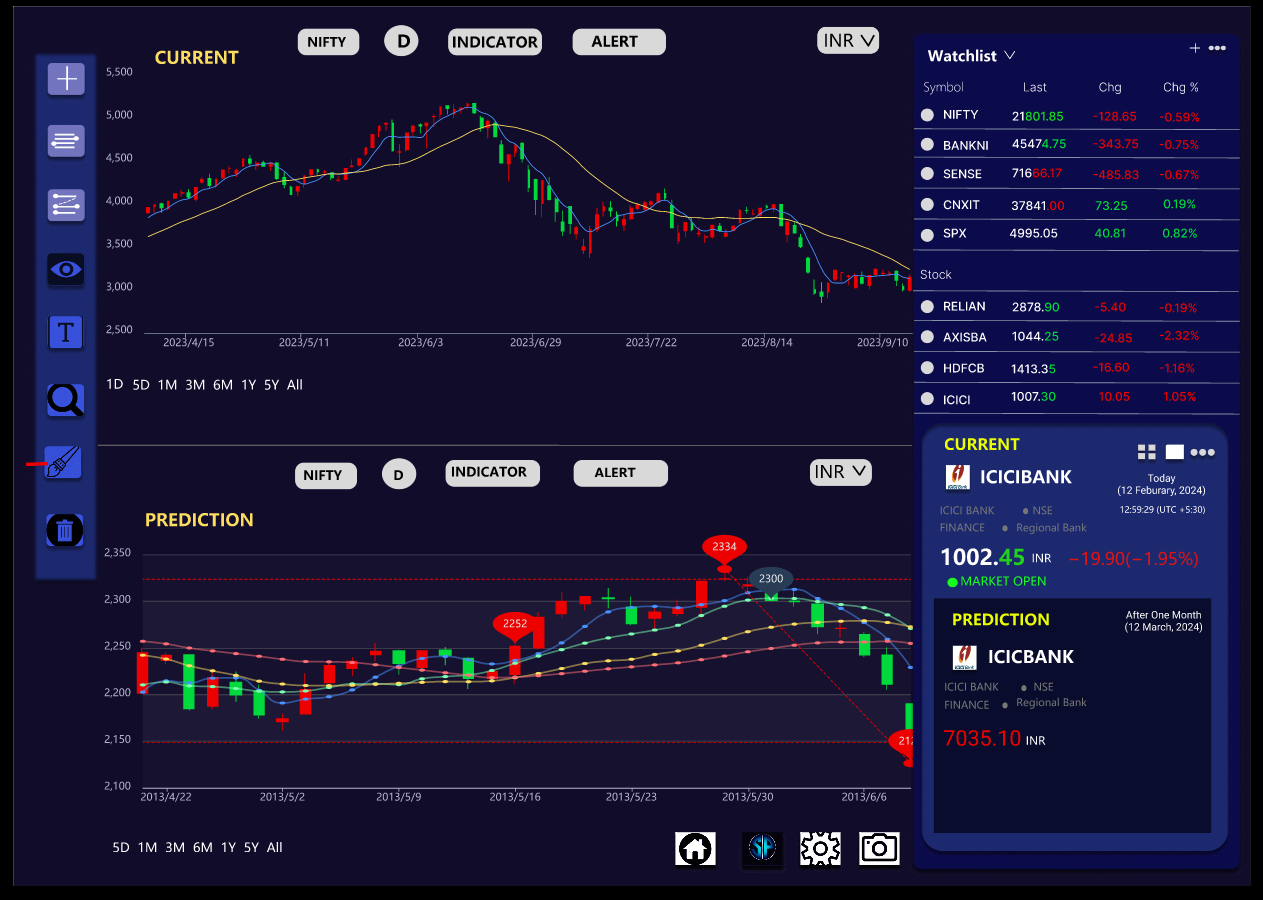 CURRENT
NIFTY D INDICATOR ALERT INR
5,500
5,000
4,500
4,000
3,500
3,000
2,500
2023/4/15 2023/5/11 2023/6/3 2023/6/29 2023/7/22 2023/8/14 2023/9/10
1D 5D 1M 3M 6M 1Y 5Y All
T
NIFTY D INDICATOR ALERT INR
PREDICTION
2,350
2,300
2,250
2,200
2,150
2,100
2334
2300
2252
212
2013/4/22 2013/5/2 2013/5/9 2013/5/16 2013/5/23 2013/5/30 2013/6/6
5D 1M 3M 6M 1Y 5Y All
Watchlist
Symbol Last Chg Chg %
NIFTY 21801.85 -128.65 -0.59%
BANKNI 45474.75 -343.75 -0.75%
SENSE 71666.17 -485.83 -0.67%
CNXIT 37841.00 73.25 0.19%
SPX 4995.05 40.81 0.82%
Stock
RELIAN 2878.90 -5.40 -0.19%
AXISBA 1044.25 -24.85 -2.32%
HDFCB 1413.35 -16.60 -1.16%
ICICI 1007.30 10.05 1.05%
CURRENT
ICICIBANK
Today
(12 Feburary, 2024)
12:59:29 (UTC +5:30)
ICICI BANK NSE
FINANCE Regional Bank
1002.45 INR −19.90(−1.95%)
MARKET OPEN
PREDICTION
After One Month
(12 March, 2024)
ICICBANK
ICICI BANK NSE
FINANCE Regional Bank
7035.10 INR